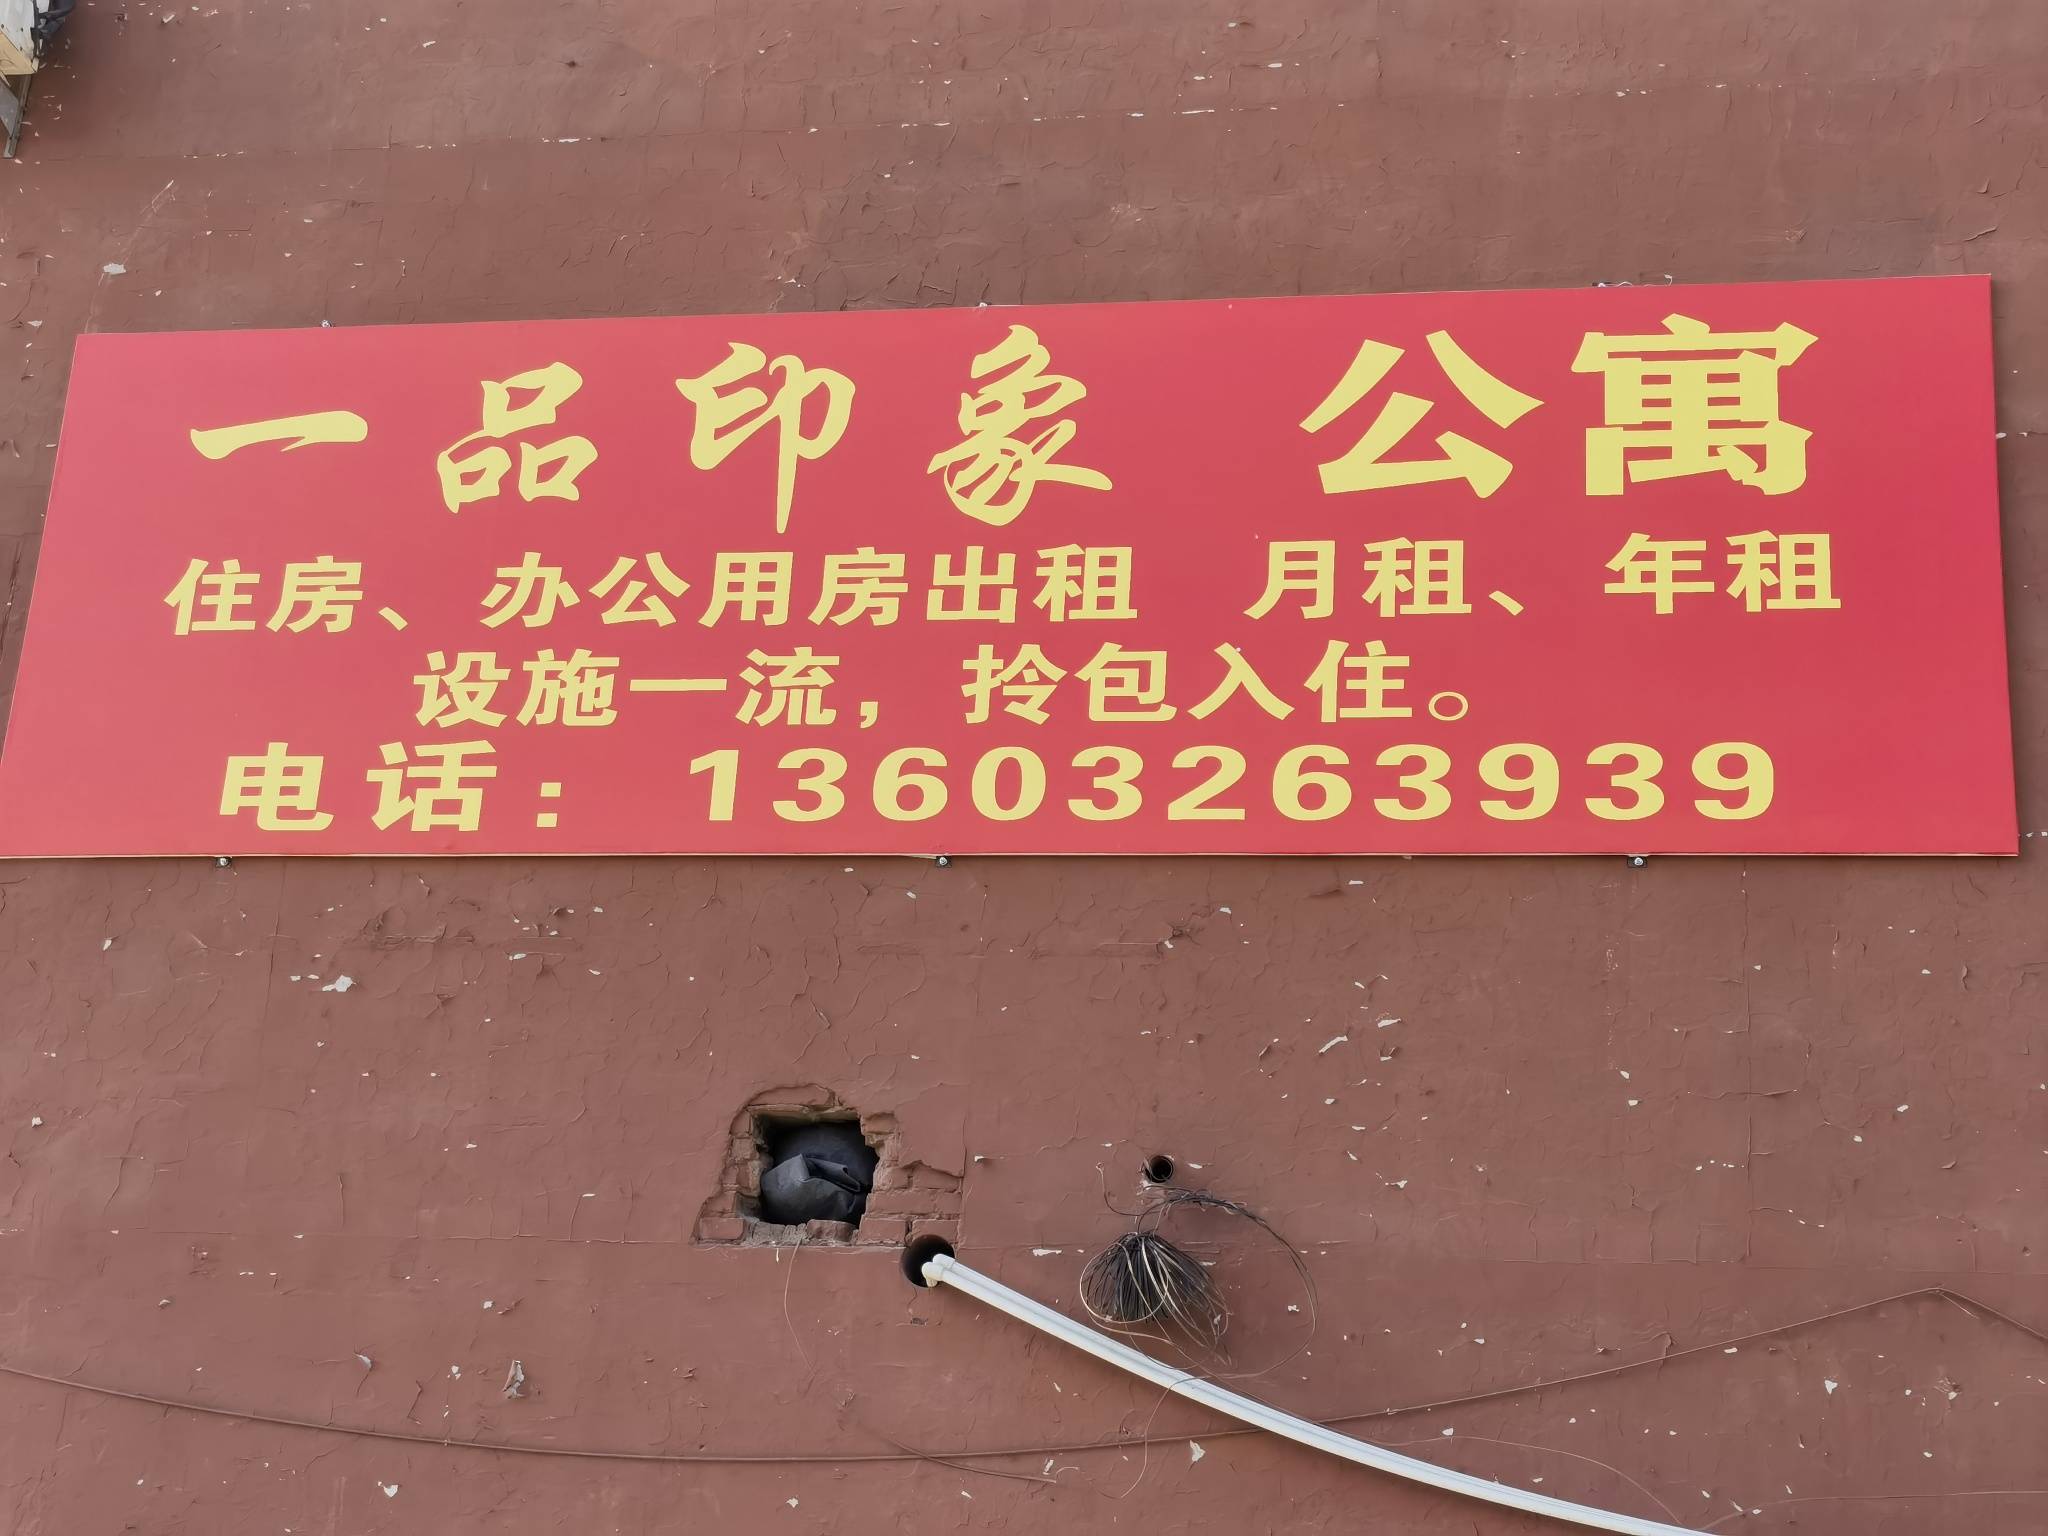 一品印象 公寓
住房、办公用房出租 月租、年租
设施一流，拎包入住。
电话：13603263939